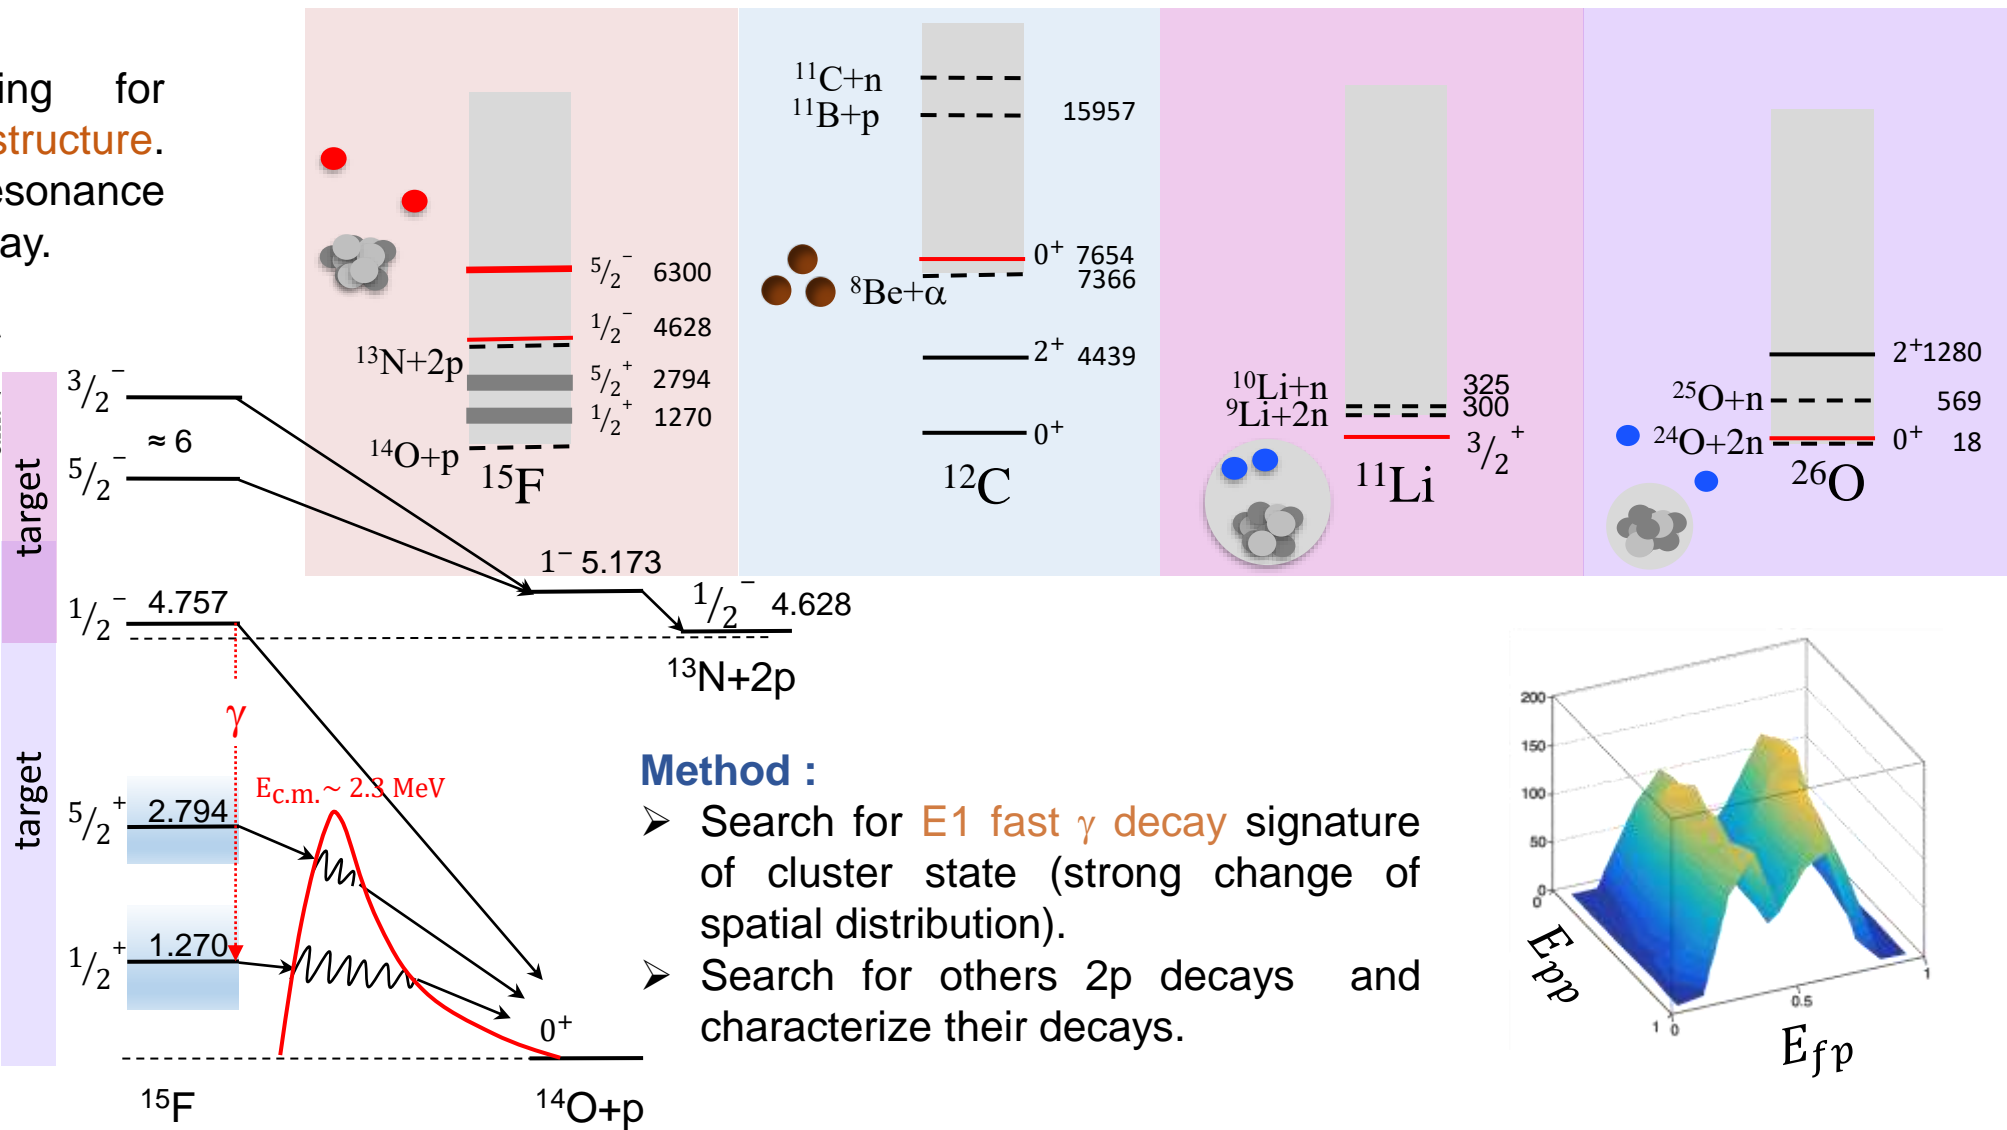 ing for
structure.
esonance
ay.
¹¹C+n
¹¹B+p 15957
5/2⁻ 6300
0⁺ 7654
⁸Be+α 7366
1/2⁻ 4628
¹³N+2p
5/2⁺ 2794
1/2⁺ 1270
¹⁴O+p
¹⁵F
2⁺ 4439
0⁺
¹²C
¹⁰Li+n 325
⁹Li+2n 300
3/2⁺
¹¹Li
2⁺1280
²⁵O+n 569
²⁴O+2n 0⁺ 18
²⁶O
target
target
3/2⁻
≈ 6
5/2⁻
1⁻ 5.173
1/2⁻ 4.757
1/2⁻ 4.628
¹³N+2p
γ
E_C.m.~ 2.3 MeV
5/2⁺ 2.794
1/2⁺ 1.270
0⁺
¹⁵F
¹⁴O+p
Method :
➢ Search for E1 fast γ decay signature
of cluster state (strong change of
spatial distribution).
➢ Search for others 2p decays and
characterize their decays.
200
150
100
50
0
0
1
0
0.5
1
E_pp
E_fp